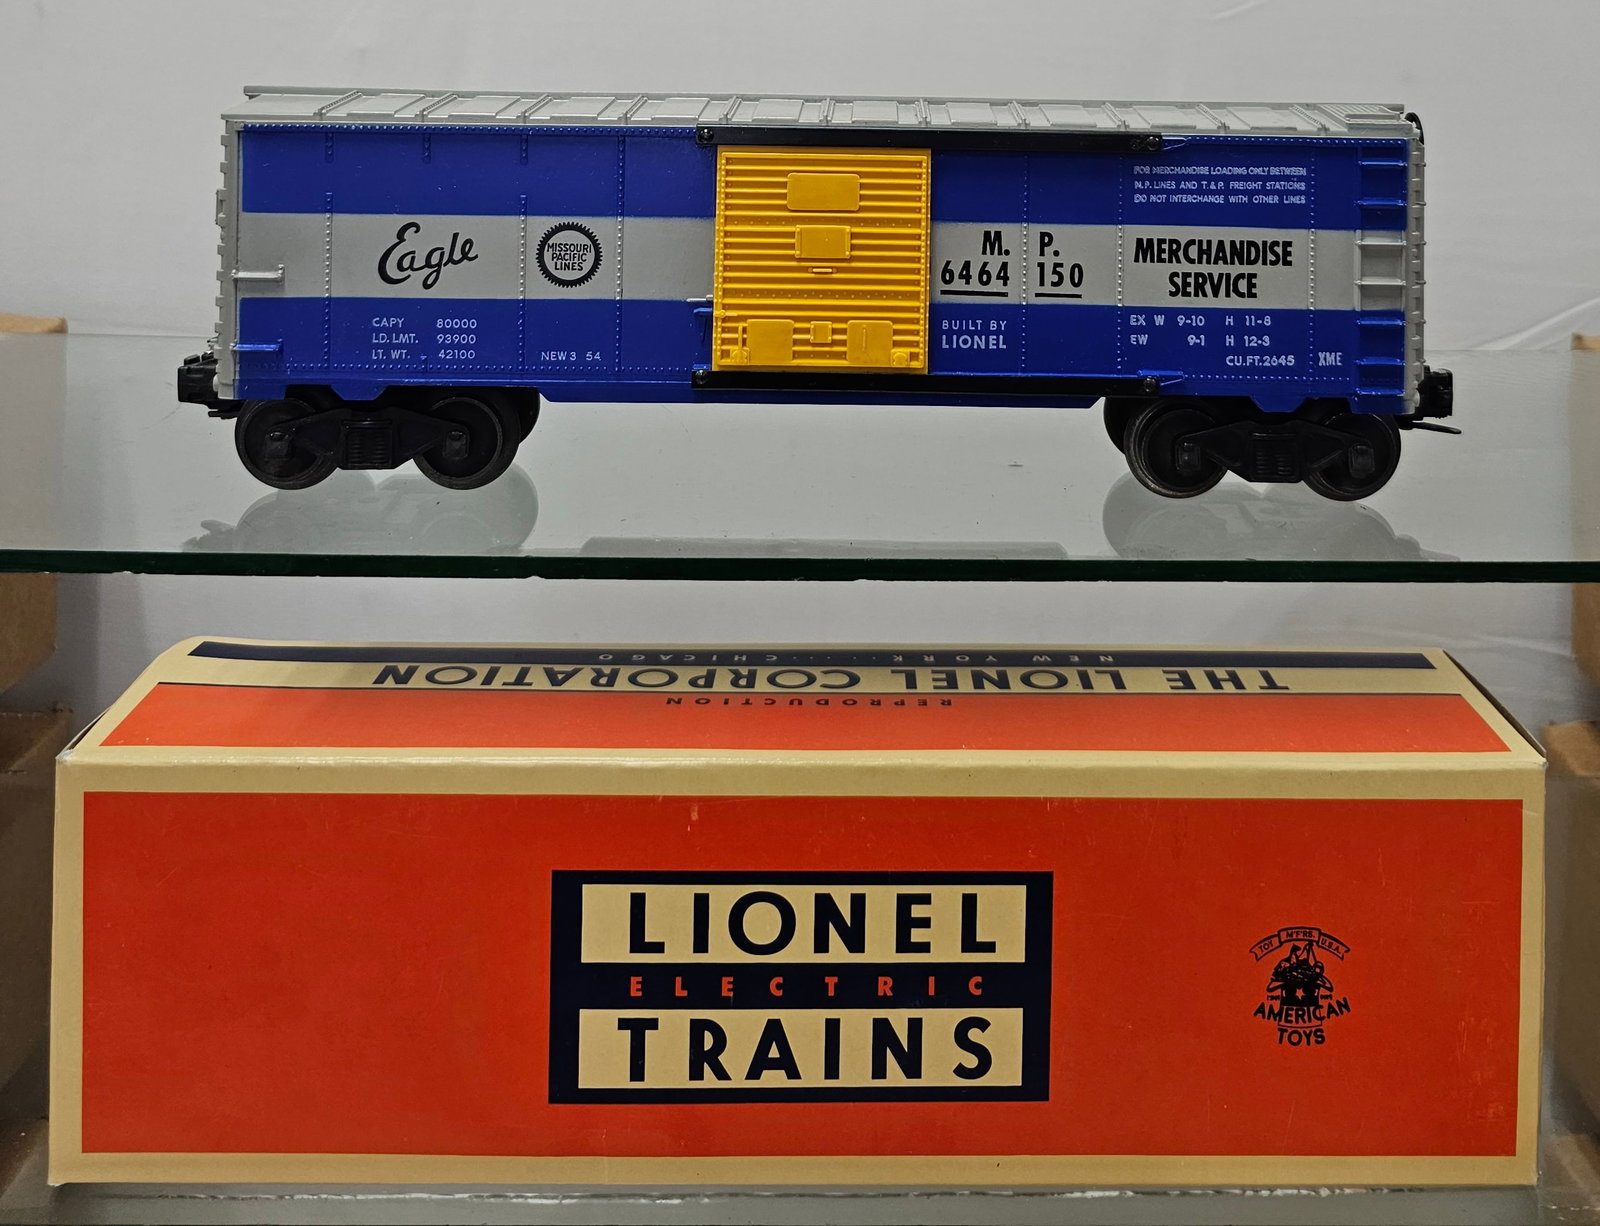 Eagle
MISSOURI
PACIFIC
LINES
CAPY 80000
LD. LMT. 93900
LT. WT. 42100
NEW 3 54
M. P.
6464 150
BUILT BY
LIONEL
FOR MERCHANDISE LOADING ONLY BETWEEN
M.P. LINES AND T.& P. FREIGHT STATIONS
DO NOT INTERCHANGE WITH OTHER LINES
MERCHANDISE
SERVICE
EX W 9-10 H 11-8
EW 9-1 H 12-3
CU.FT.2645 XME
NEW YORK ..... CHICAGO
THE LIONEL CORPORATION
REPRODUCTION
LIONEL
ELECTRIC
TRAINS
TOY M'F'RS. U.S.A.
AMERICAN
TOYS